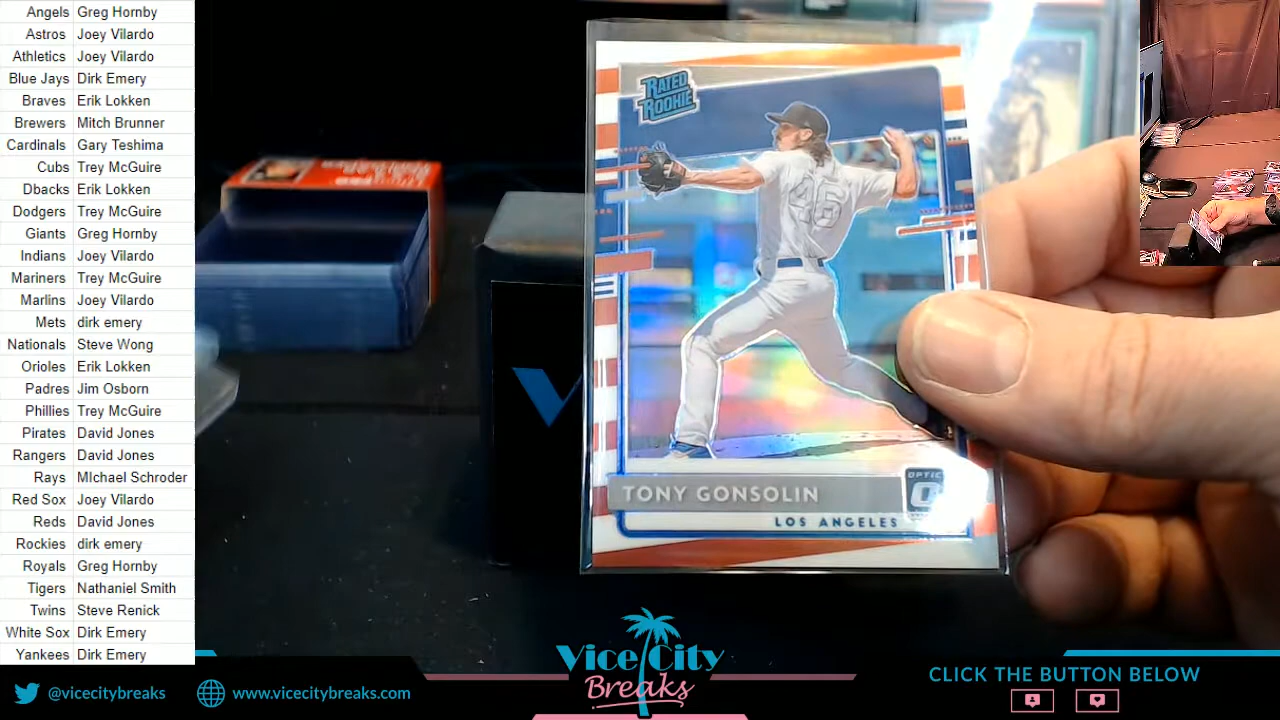 Angels Greg Hornby
Astros Joey Vilardo
Athletics Joey Vilardo
Blue Jays Dirk Emery
Braves Erik Lokken
Brewers Mitch Brunner
Cardinals Gary Teshima
Cubs Trey McGuire
Dbacks Erik Lokken
Dodgers Trey McGuire
Giants Greg Hornby
Indians Joey Vilardo
Mariners Trey McGuire
Marlins Joey Vilardo
Mets dirk emery
Nationals Steve Wong
Orioles Erik Lokken
Padres Jim Osborn
Phillies Trey McGuire
Pirates David Jones
Rangers David Jones
Rays MIchael Schroder
Red Sox Joey Vilardo
Reds David Jones
Rockies dirk emery
Royals Greg Hornby
Tigers Nathaniel Smith
Twins Steve Renick
White Sox Dirk Emery
Yankees Dirk Emery
RATED
ROOKIE
46
TONY GONSOLIN
OPTIC
LOS ANGELES
@vicecitybreaks
www.vicecitybreaks.com
Vice City
Breaks
CLICK THE BUTTON BELOW